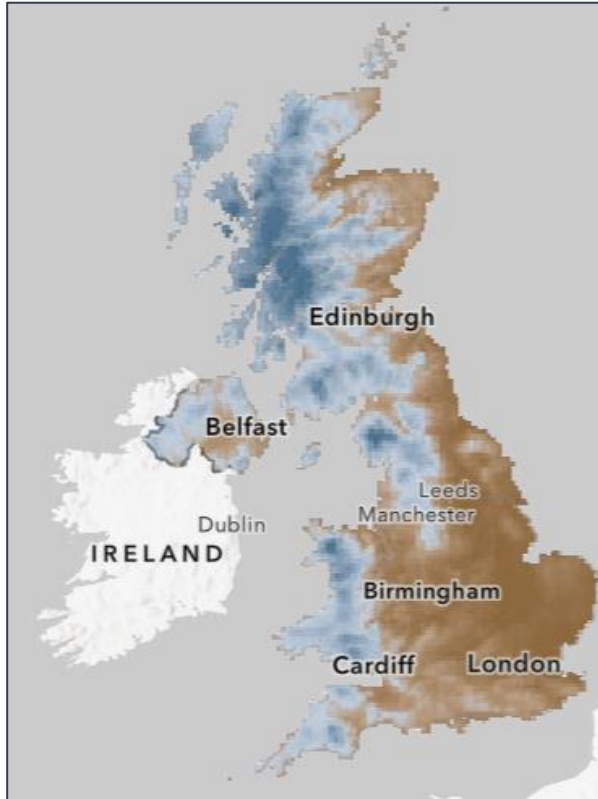 Edinburgh
Belfast
Leeds
Dublin
Manchester
IRELAND
Birmingham
Cardiff
London